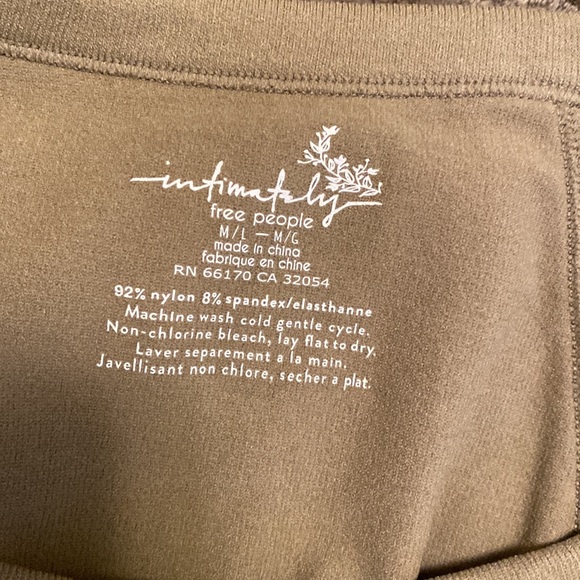 intimately
free people
M/L – M/G
made in china
fabrique en chine
RN 66170 CA 32054
92% nylon 8% spandex/elasthanne
Machine wash cold gentle cycle.
Non-chlorine bleach, lay flat to dry.
Laver separement a la main.
Javellisant non chlore, secher a plat.